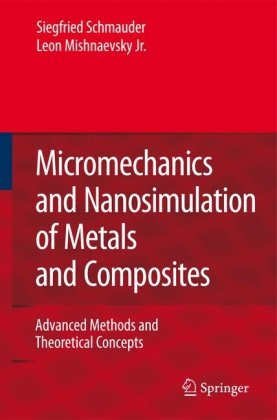 Siegfried Schmauder
Leon Mishnaevsky Jr.
Micromechanics
and Nanosimulation
of Metals
and Composites
Advanced Methods and
Theoretical Concepts
Springer